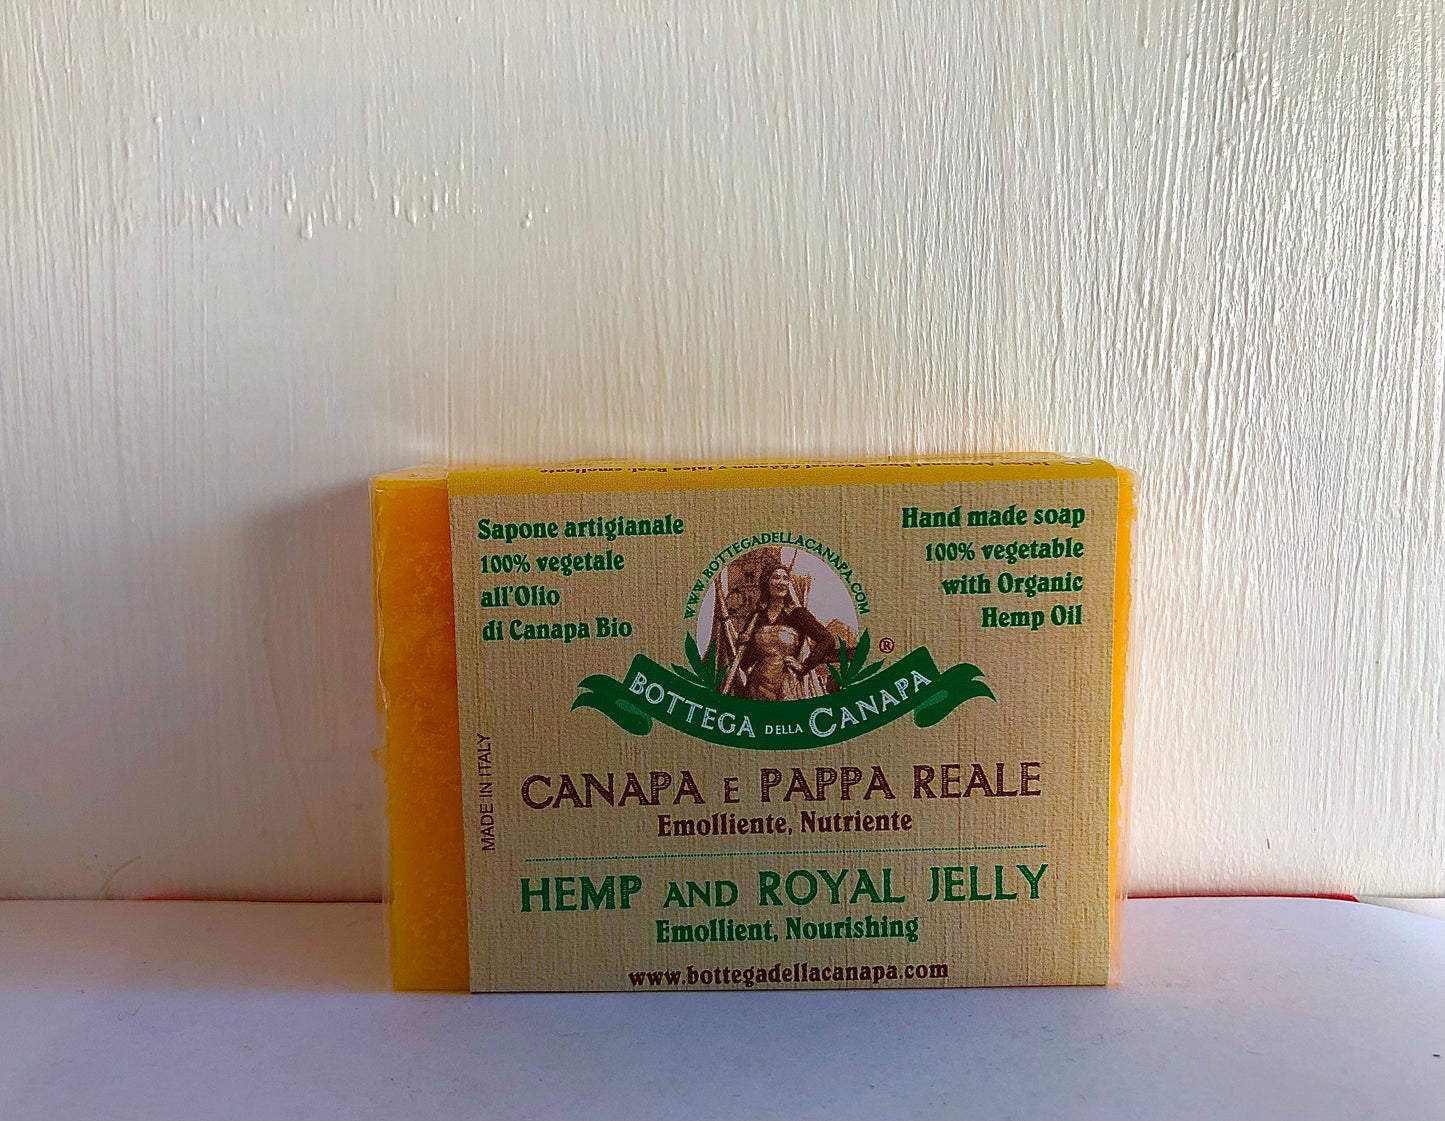 Sapone artigianale
100% vegetale
all'Olio
di Canapa Bio
Hand made soap
100% vegetable
with Organic
Hemp Oil
WWW.BOTTEGADELLACANAPA.COM
®
BOTTEGA DELLA CANAPA
MADE IN ITALY
CANAPA E PAPPA REALE
Emolliente, Nutriente
HEMP AND ROYAL JELLY
Emollient, Nourishing
www.bottegadellacanapa.com